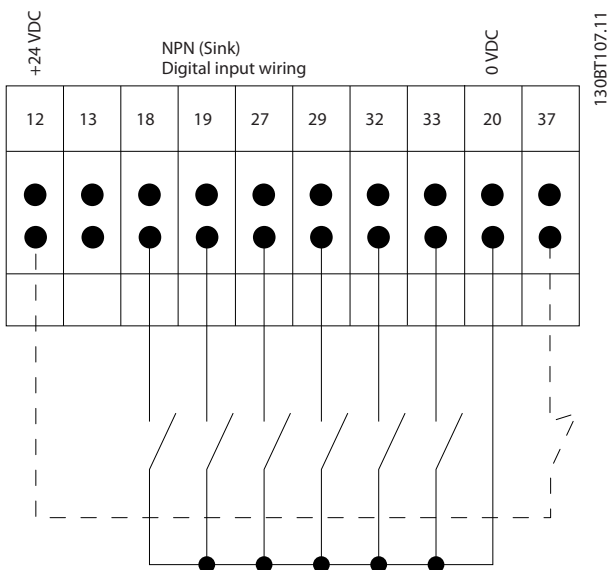 +24 VDC
NPN (Sink)
Digital input wiring
0 VDC
130BT107.11
12 13 18 19 27 29 32 33 20 37